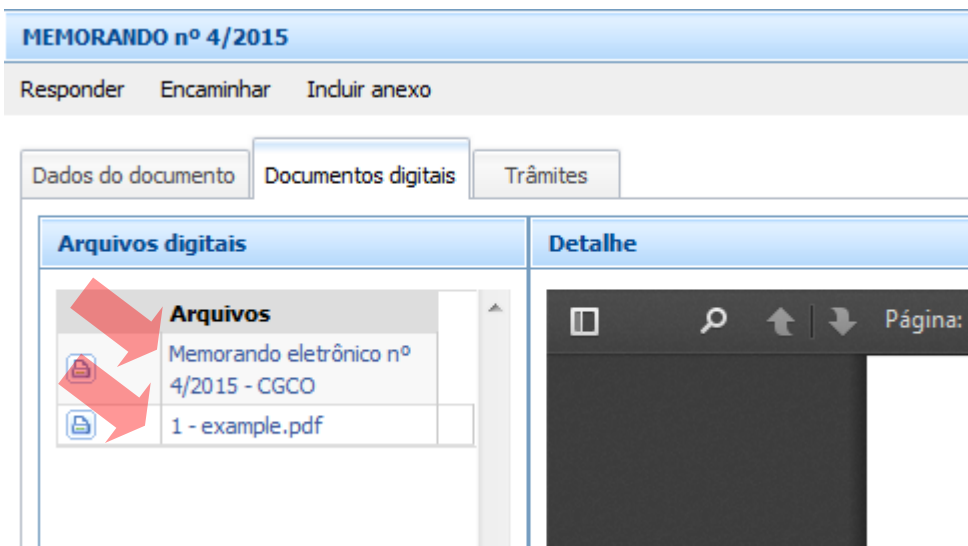 MEMORANDO nº 4/2015
Responder Encaminhar Incluir anexo
Dados do documento Documentos digitais Trâmites
Arquivos digitais Detalhe
Arquivos
Página:
Memorando eletrônico nº
4/2015 - CGCO
1 - example.pdf